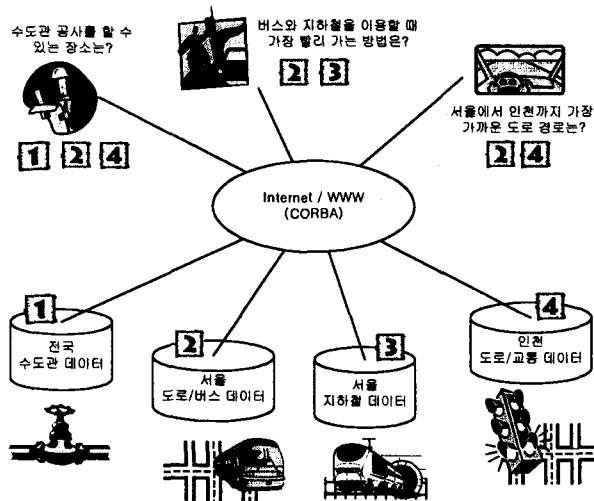 수도관 공사를 할 수
있는 장소는?
1 2 4
버스와 지하철을 이용할 때
가장 빨리 가는 방법은?
2 3
서울에서 인천까지 가장
가까운 도로 경로는?
2 4
Internet / WWW
(CORBA)
1
전국
수도관 데이터
2
서울
도로/버스 데이터
3
서울
지하철 데이터
4
인천
도로/교통 데이터